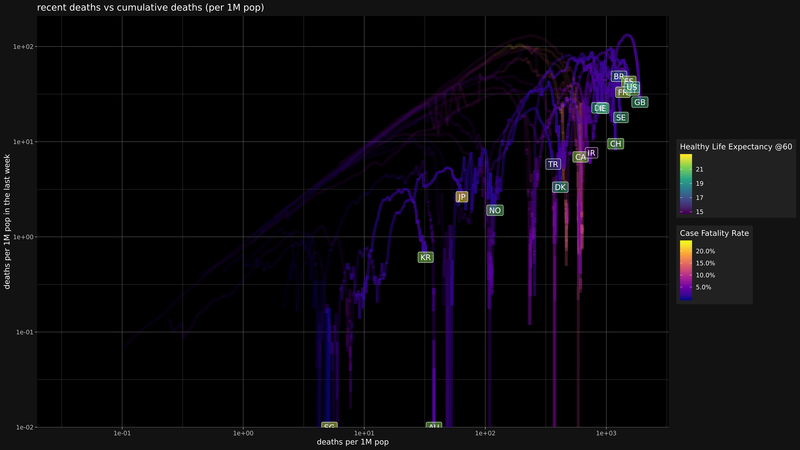 recent deaths vs cumulative deaths (per 1M pop)
1e+02
1e+01
1e+00
1e-01
1e-02
deaths per 1M pop in the last week
BR
ES
US
FR
GB
IE
SE
CH
IR
CA
TR
DK
JP
NO
KR
SG
AU
1e-01
1e+00
1e+01
1e+02
1e+03
deaths per 1M pop
Healthy Life Expectancy @60
21
19
17
15
Case Fatality Rate
20.0%
15.0%
10.0%
5.0%